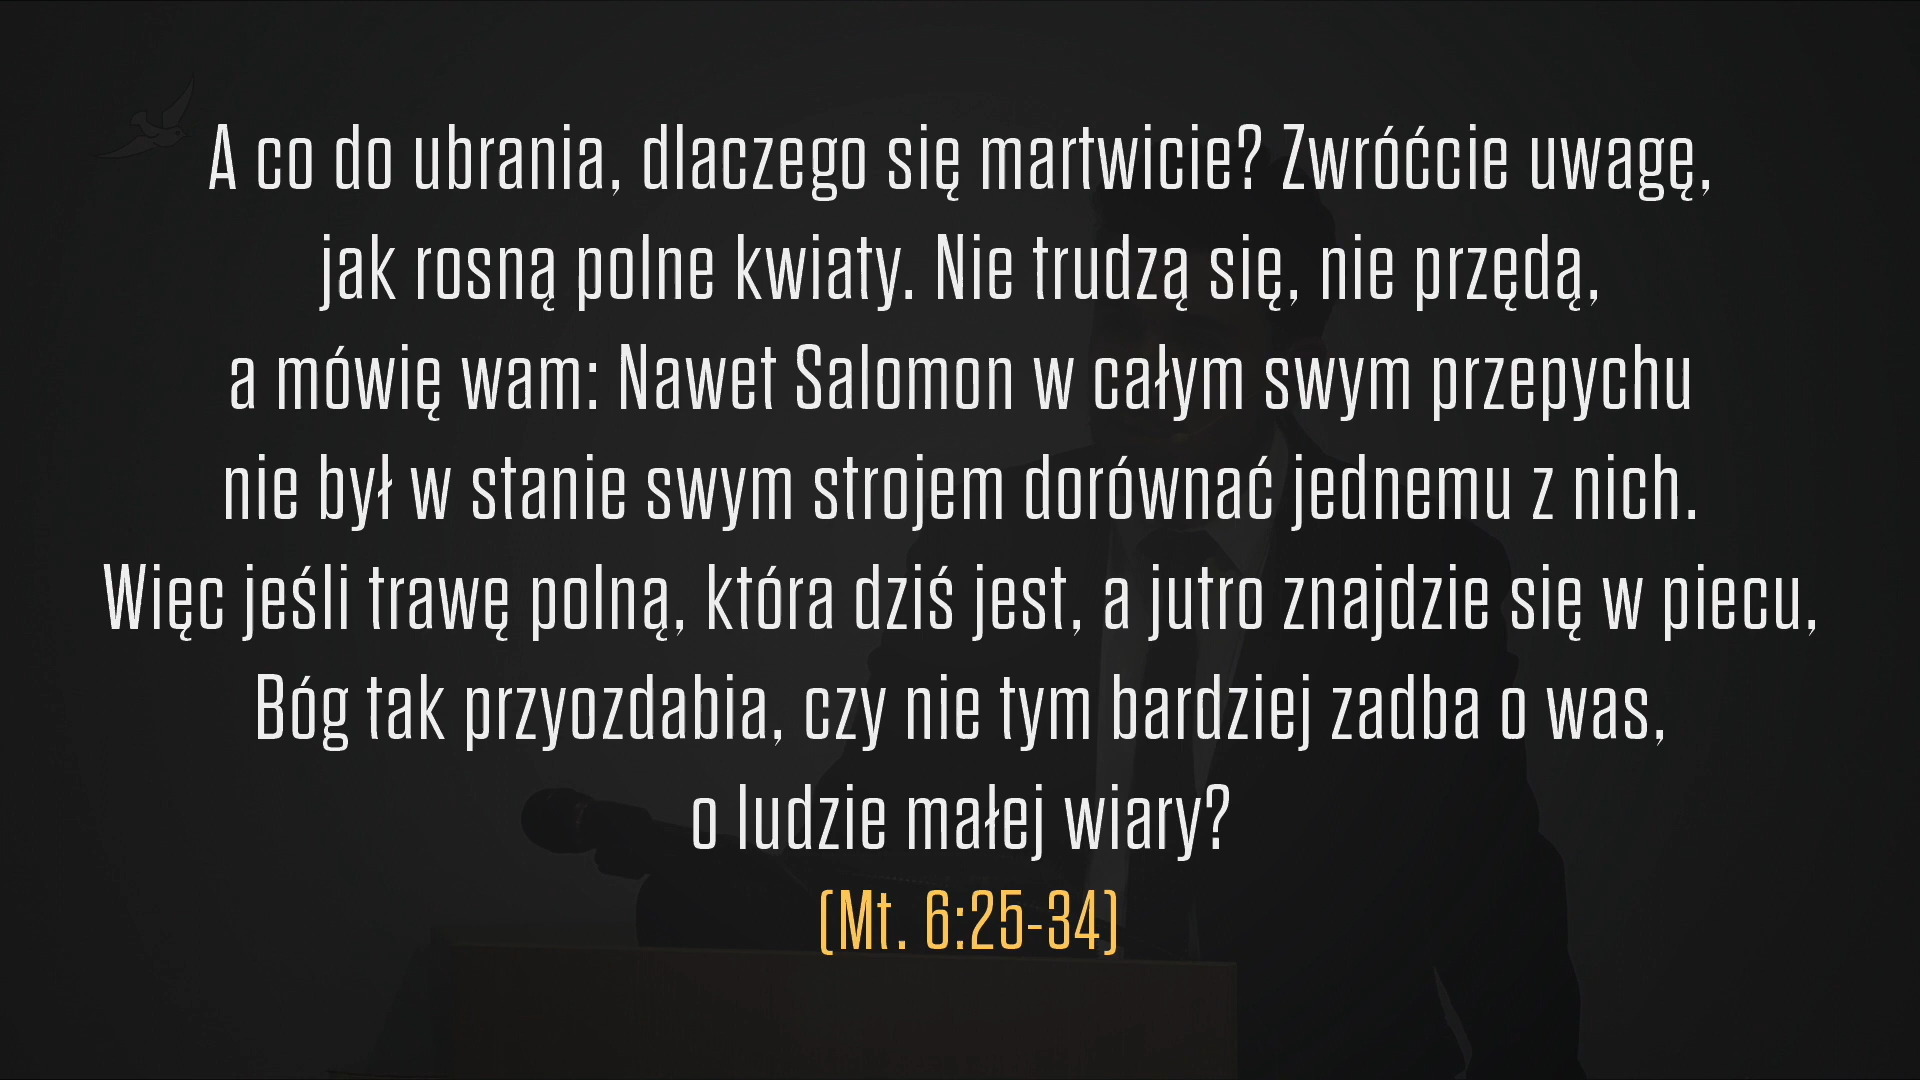 A co do ubrania, dlaczego się martwicie? Zwróćcie uwagę,
jak rosną polne kwiaty. Nie trudzą się, nie przędą,
a mówię wam: Nawet Salomon w całym swym przepychu
nie był w stanie swym strojem dorównać jednemu z nich.
Więc jeśli trawę polną, która dziś jest, a jutro znajdzie się w piecu,
Bóg tak przyozdabia, czy nie tym bardziej zadba o was,
o ludzie małej wiary?
(Mt. 6:25-34)